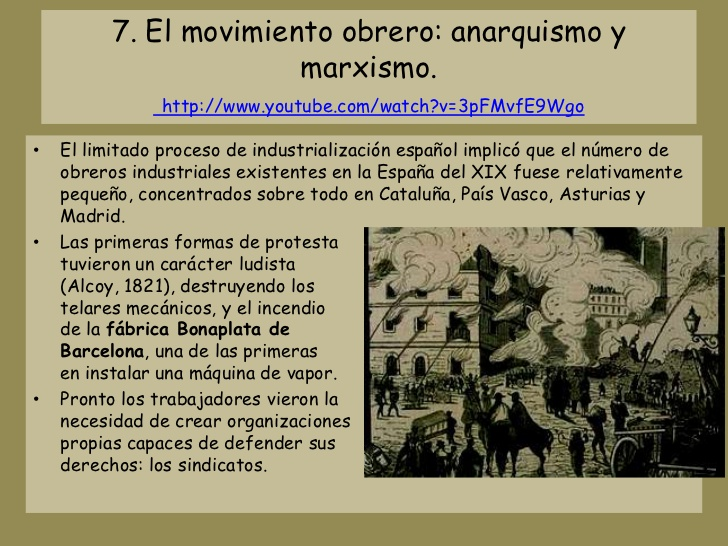 7. El movimiento obrero: anarquismo y
marxismo.
http://www.youtube.com/watch?v=3pFMvfE9Wgo
• El limitado proceso de industrialización español implicó que el número de
obreros industriales existentes en la España del XIX fuese relativamente
pequeño, concentrados sobre todo en Cataluña, País Vasco, Asturias y
Madrid.
• Las primeras formas de protesta
tuvieron un carácter ludista
(Alcoy, 1821), destruyendo los
telares mecánicos, y el incendio
de la fábrica Bonaplata de
Barcelona, una de las primeras
en instalar una máquina de vapor.
• Pronto los trabajadores vieron la
necesidad de crear organizaciones
propias capaces de defender sus
derechos: los sindicatos.